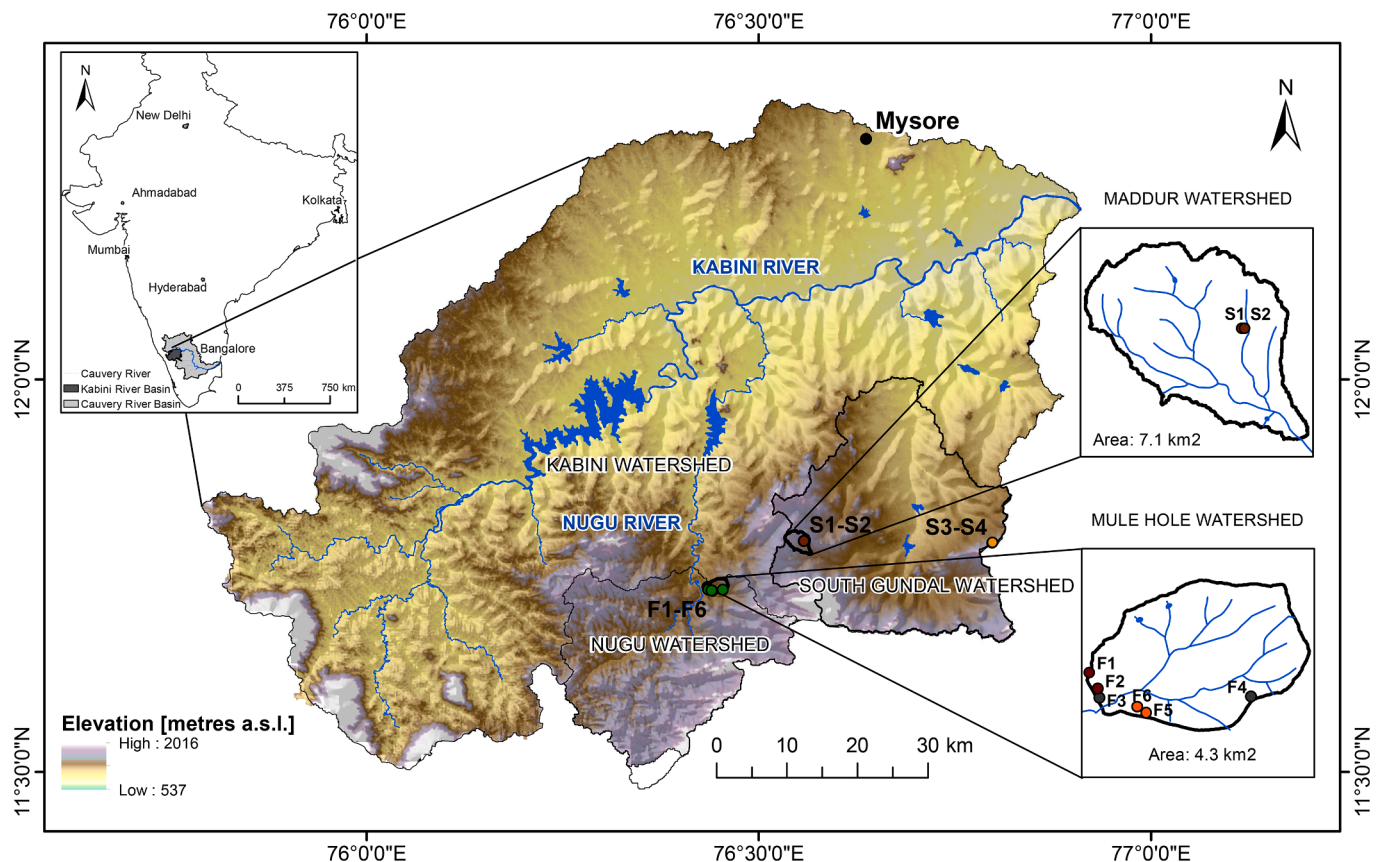 76°0'0"E
76°30'0"E
77°0'0"E
N
New Delhi
Ahmadabad
Kolkata
Mumbai
Hyderabad
Bangalore
Cauvery River
Kabini River Basin
Cauvery River Basin
0 375 750 km
Mysore
N
KABINI RIVER
MADDUR WATERSHED
S1 S2
Area: 7.1 km2
12°0'0"N
12°0'0"N
KABINI WATERSHED
NUGU RIVER
S1-S2
S3-S4
MULE HOLE WATERSHED
SOUTH GUNDAL WATERSHED
F1-F6
NUGU WATERSHED
F1
F2
F3
F6
F5
F4
Area: 4.3 km2
Elevation [metres a.s.l.]
High : 2016
Low : 537
0 10 20 30 km
11°30'0"N
11°30'0"N
76°0'0"E
76°30'0"E
77°0'0"E